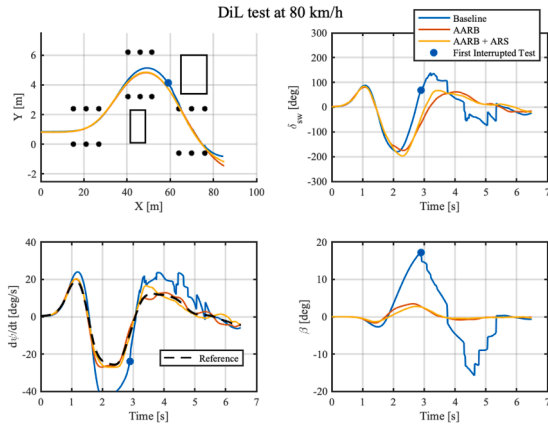 DiL test at 80 km/h
Baseline
AARB
AARB + ARS
First Interrupted Test
Y [m]
6
4
2
0
-2
0 20 40 60 80 100
X [m]
δsw [deg]
300
200
100
0
-100
-200
-300
0 1 2 3 4 5 6 7
Time [s]
dψ/dt [deg/s]
40
20
0
-20
-40
Reference
0 1 2 3 4 5 6 7
Time [s]
β [deg]
20
10
0
-10
-20
0 1 2 3 4 5 6 7
Time [s]